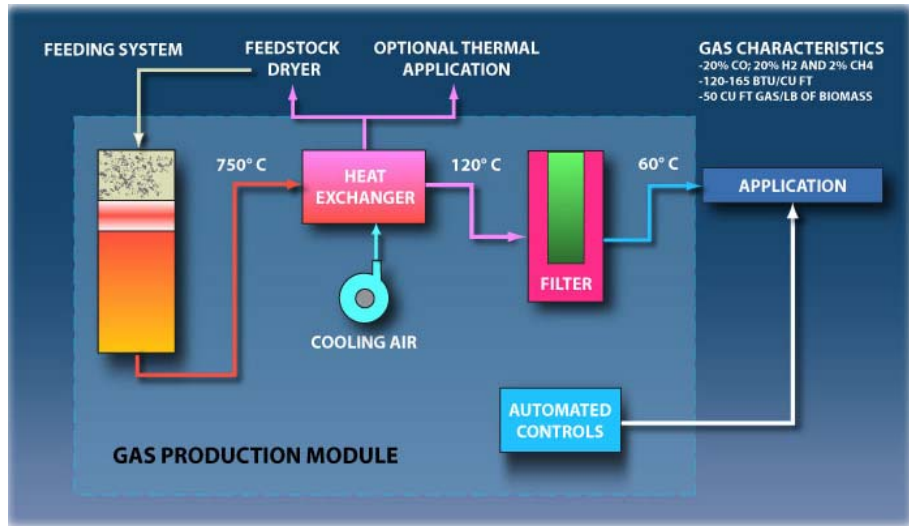 FEEDING SYSTEM
FEEDSTOCK
DRYER
OPTIONAL THERMAL
APPLICATION
GAS CHARACTERISTICS
-20% CO; 20% H2 AND 2% CH4
-120-165 BTU/CU FT
-50 CU FT GAS/LB OF BIOMASS
750° C
HEAT
EXCHANGER
120° C
60° C
APPLICATION
FILTER
COOLING AIR
AUTOMATED
CONTROLS
GAS PRODUCTION MODULE